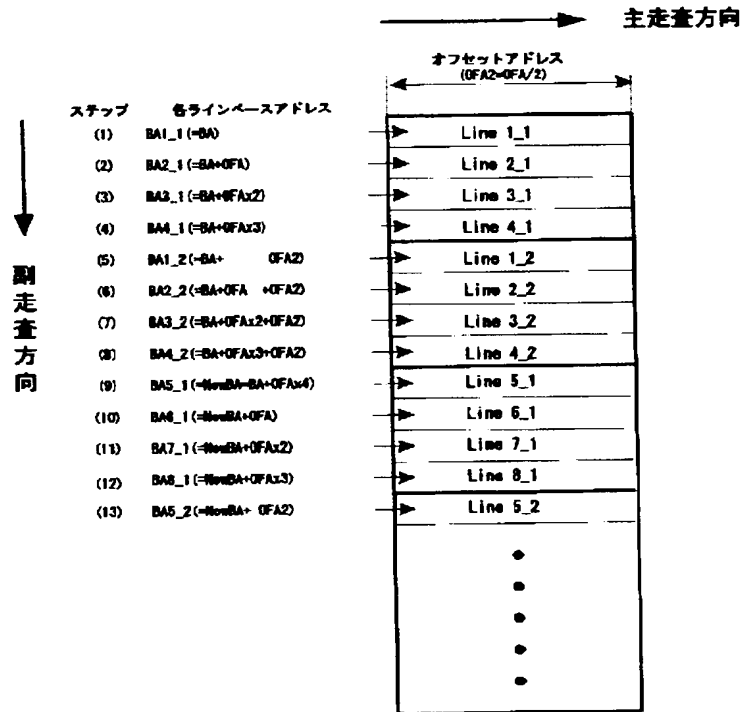 主走査方向
オフセットアドレス
(OFA2=OFA/2)
ステップ 各ラインベースアドレス
(1) BA1_1(=BA) Line 1_1
(2) BA2_1(=BA+OFA) Line 2_1
(3) BA3_1(=BA+OFAx2) Line 3_1
(4) BA4_1(=BA+OFAx3) Line 4_1
(5) BA1_2(=BA+ OFA2) Line 1_2
(6) BA2_2(=BA+OFA +OFA2) Line 2_2
(7) BA3_2(=BA+OFAx2+OFA2) Line 3_2
(8) BA4_2(=BA+OFAx3+OFA2) Line 4_2
(9) BA5_1(=NewBA=BA+OFAx4) Line 5_1
(10) BA6_1(=NewBA+OFA) Line 6_1
(11) BA7_1(=NewBA+OFAx2) Line 7_1
(12) BA8_1(=NewBA+OFAx3) Line 8_1
(13) BA5_2(=NewBA+ OFA2) Line 5_2
副走査方向